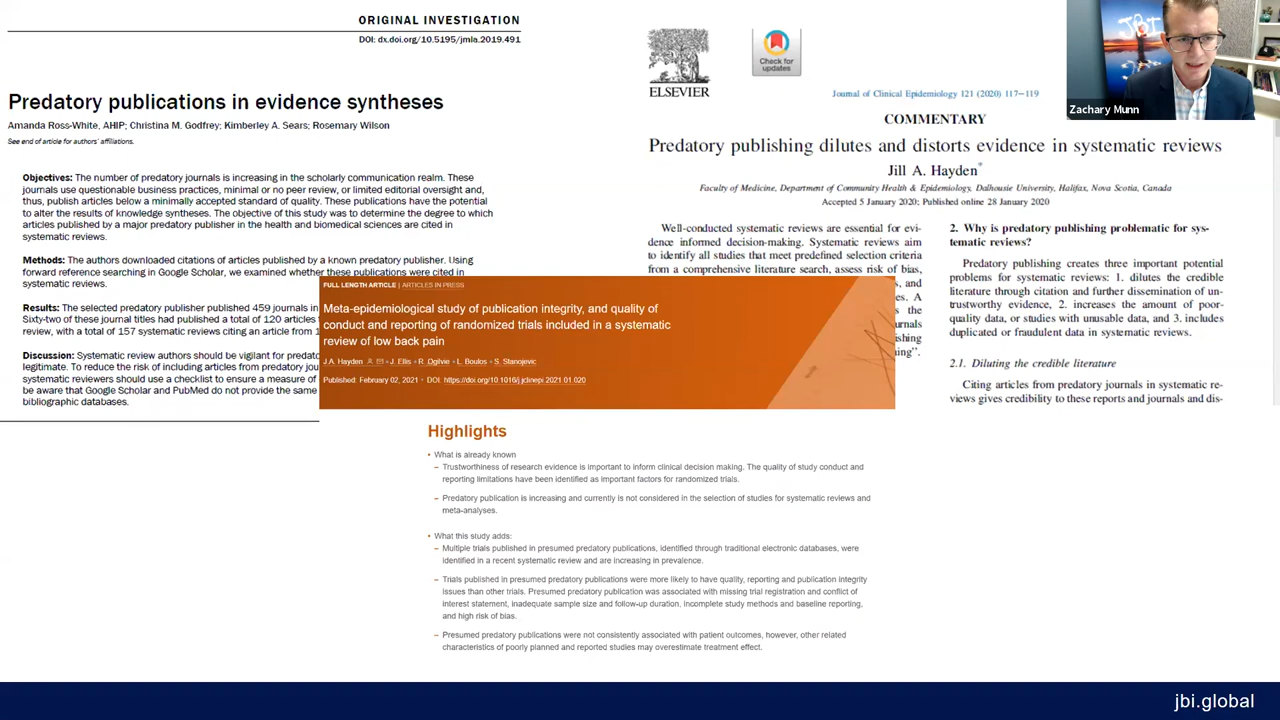 ORIGINAL INVESTIGATION
DOI: dx.doi.org/10.5195/jmla.2019.491
Predatory publications in evidence syntheses
Amanda Ross-White, AHIP; Christina M. Godfrey; Kimberley A. Sears; Rosemary Wilson
See end of article for authors' affiliations.
Objectives: The number of predatory journals is increasing in the scholarly communication realm. These
journals use questionable business practices, minimal or no peer review, or limited editorial oversight and,
thus, publish articles below a minimally accepted standard of quality. These publications have the potential
to alter the results of knowledge syntheses. The objective of this study was to determine the degree to which
articles published by a major predatory publisher in the health and biomedical sciences are cited in
systematic reviews.
Methods: The authors downloaded citations of articles published by a known predatory publisher. Using
forward reference searching in Google Scholar, we examined whether these publications were cited in
systematic reviews.
Results: The selected predatory publisher published 459 journals in
Sixty-two of these journal titles had published a total of 120 articles
review, with a total of 157 systematic reviews citing an article from 1
Discussion: Systematic review authors should be vigilant for predato
legitimate. To reduce the risk of including articles from predatory jou
systematic reviewers should use a checklist to ensure a measure of
be aware that Google Scholar and PubMed do not provide the same
bibliographic databases.
ELSEVIER
Check for
updates
Journal of Clinical Epidemiology 121 (2020) 117–119
COMMENTARY
Predatory publishing dilutes and distorts evidence in systematic reviews
Jill A. Hayden*
Faculty of Medicine, Department of Community Health & Epidemiology, Dalhousie University, Halifax, Nova Scotia, Canada
Accepted 5 January 2020; Published online 28 January 2020
Well-conducted systematic reviews are essential for evi-
dence informed decision-making. Systematic reviews aim
to identify all studies that meet predefined selection criteria
from a comprehensive literature search, assess risk of bias,
s, and
es. A
s the
urnals
ishing
ing”.
2. Why is predatory publishing problematic for sys-
tematic reviews?
Predatory publishing creates three important potential
problems for systematic reviews: 1. dilutes the credible
literature through citation and further dissemination of un-
trustworthy evidence, 2. increases the amount of poor-
quality data, or studies with unusable data, and 3. includes
duplicated or fraudulent data in systematic reviews.
2.1. Diluting the credible literature
Citing articles from predatory journals in systematic re-
views gives credibility to these reports and journals and dis-
JBI
Zachary Munn
FULL LENGTH ARTICLE | ARTICLES IN PRESS
Meta-epidemiological study of publication integrity, and quality of
conduct and reporting of randomized trials included in a systematic
review of low back pain
J.A. Hayden • J. Ellis • R. Ogilvie • L. Boulos • S. Stanojevic
Published: February 02, 2021 • DOI: https://doi.org/10.1016/j.jclinepi.2021.01.020
Highlights
• What is already known
– Trustworthiness of research evidence is important to inform clinical decision making. The quality of study conduct and
reporting limitations have been identified as important factors for randomized trials.
– Predatory publication is increasing and currently is not considered in the selection of studies for systematic reviews and
meta-analyses.
• What this study adds:
– Multiple trials published in presumed predatory publications, identified through traditional electronic databases, were
identified in a recent systematic review and are increasing in prevalence.
– Trials published in presumed predatory publications were more likely to have quality, reporting and publication integrity
issues than other trials. Presumed predatory publication was associated with missing trial registration and conflict of
interest statement, inadequate sample size and follow-up duration, incomplete study methods and baseline reporting,
and high risk of bias.
– Presumed predatory publications were not consistently associated with patient outcomes, however, other related
characteristics of poorly planned and reported studies may overestimate treatment effect.
jbi.global